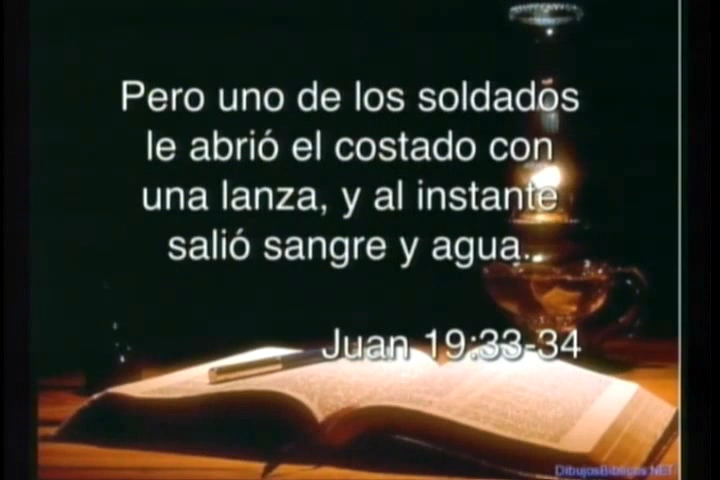 Pero uno de los soldados
le abrió el costado con
una lanza, y al instante
salió sangre y agua.
Juan 19:33-34
DibujosBiblicos.NET